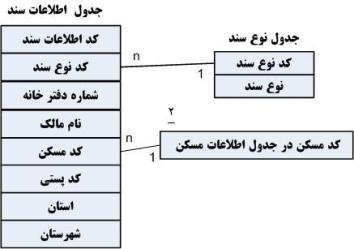 جدول اطلاعات سند
کد اطلاعات سند
کد نوع سند
شماره دفتر خانه
نام مالک
کد مسکن
کد پستی
استان
شهرستان
جدول نوع سند
کد نوع سند
نوع سند
n
1
۲
n
1
کد مسکن در جدول اطلاعات مسکن